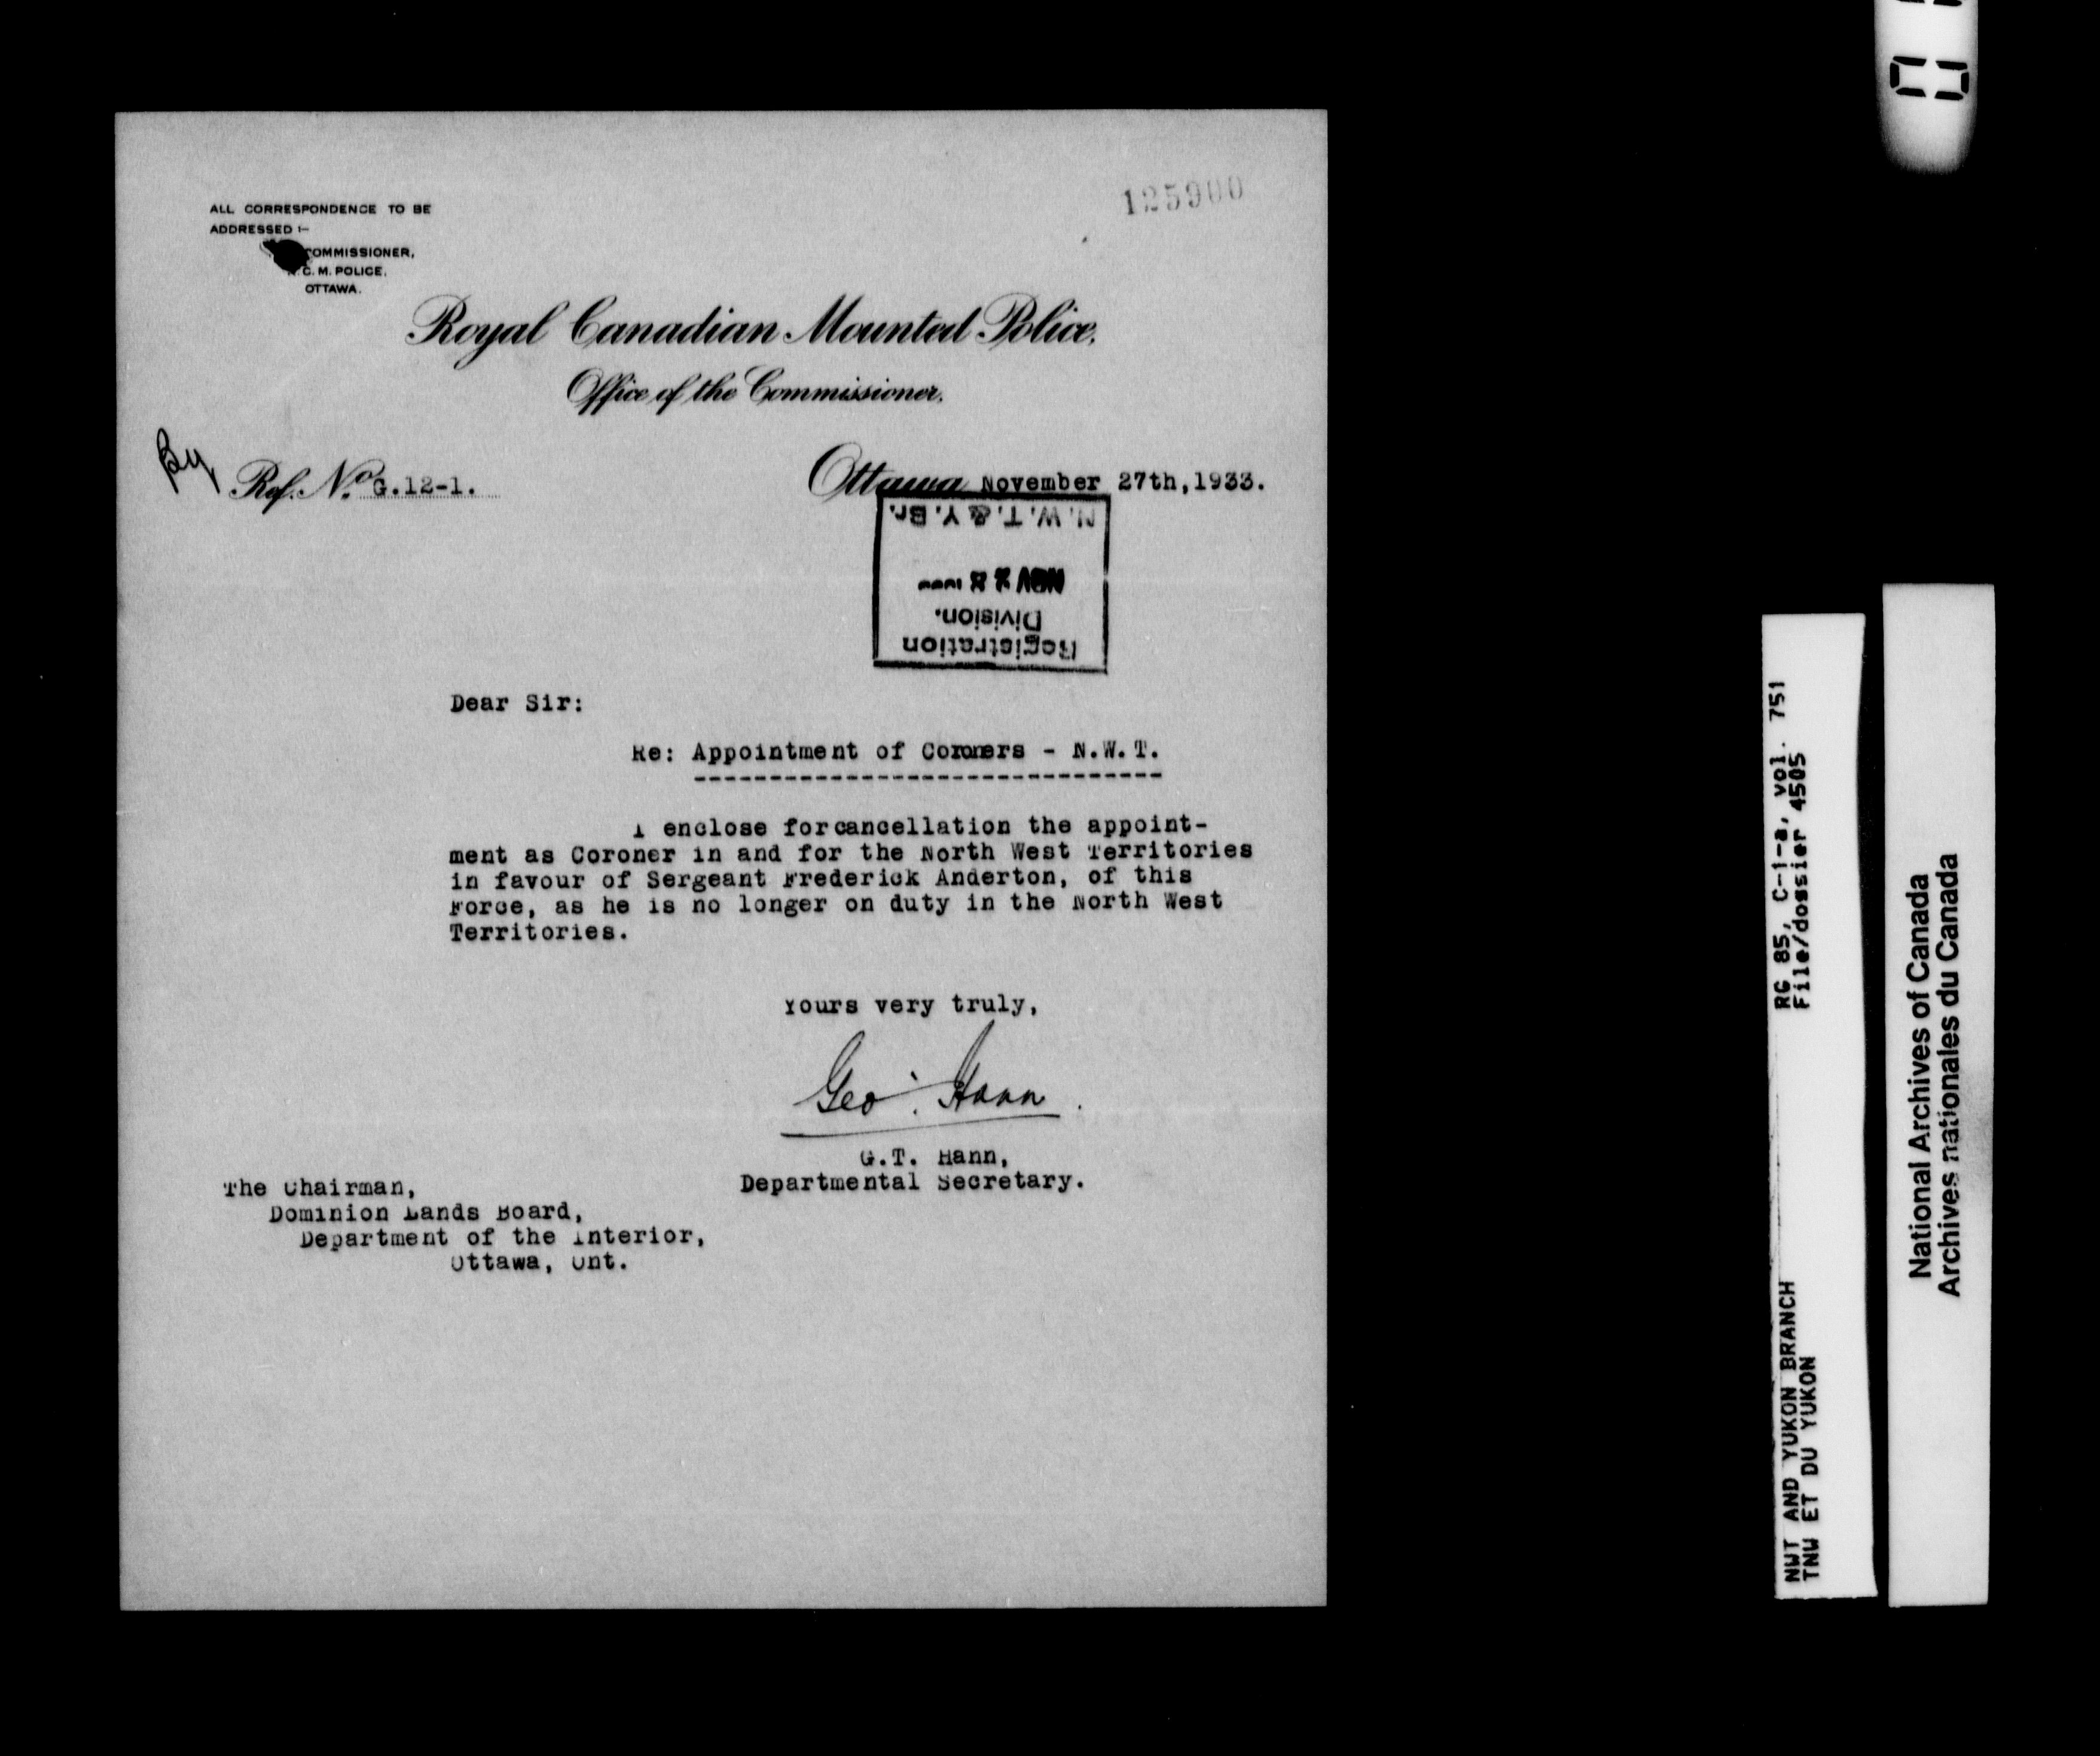 125900
ALL CORRESPONDENCE TO BE
ADDRESSED :-
COMMISSIONER,
C. M. POLICE,
OTTAWA.
Royal Canadian Mounted Police.
Office of the Commissioner.
Ref. No. G.12-1.
Ottawa November 27th,1933.
N.W.T.& Y.Br.
NOV 28
Division.
Registration
Dear Sir:
Re: Appointment of Coroners - N.W.T.
I enclose for cancellation the appoint-
ment as Coroner in and for the North West Territories
in favour of Sergeant Frederick Anderton, of this
Force, as he is no longer on duty in the North West
Territories.
Yours very truly,
Geo. Hann.
G.T. Hann,
Departmental Secretary.
The Chairman,
Dominion Lands Board,
Department of the Interior,
Ottawa, Ont.
NWT AND YUKON BRANCH
TNW ET DU YUKON
RG 85, C-1-a, vol. 751
File/dossier 4505
National Archives of Canada
Archives nationales du Canada